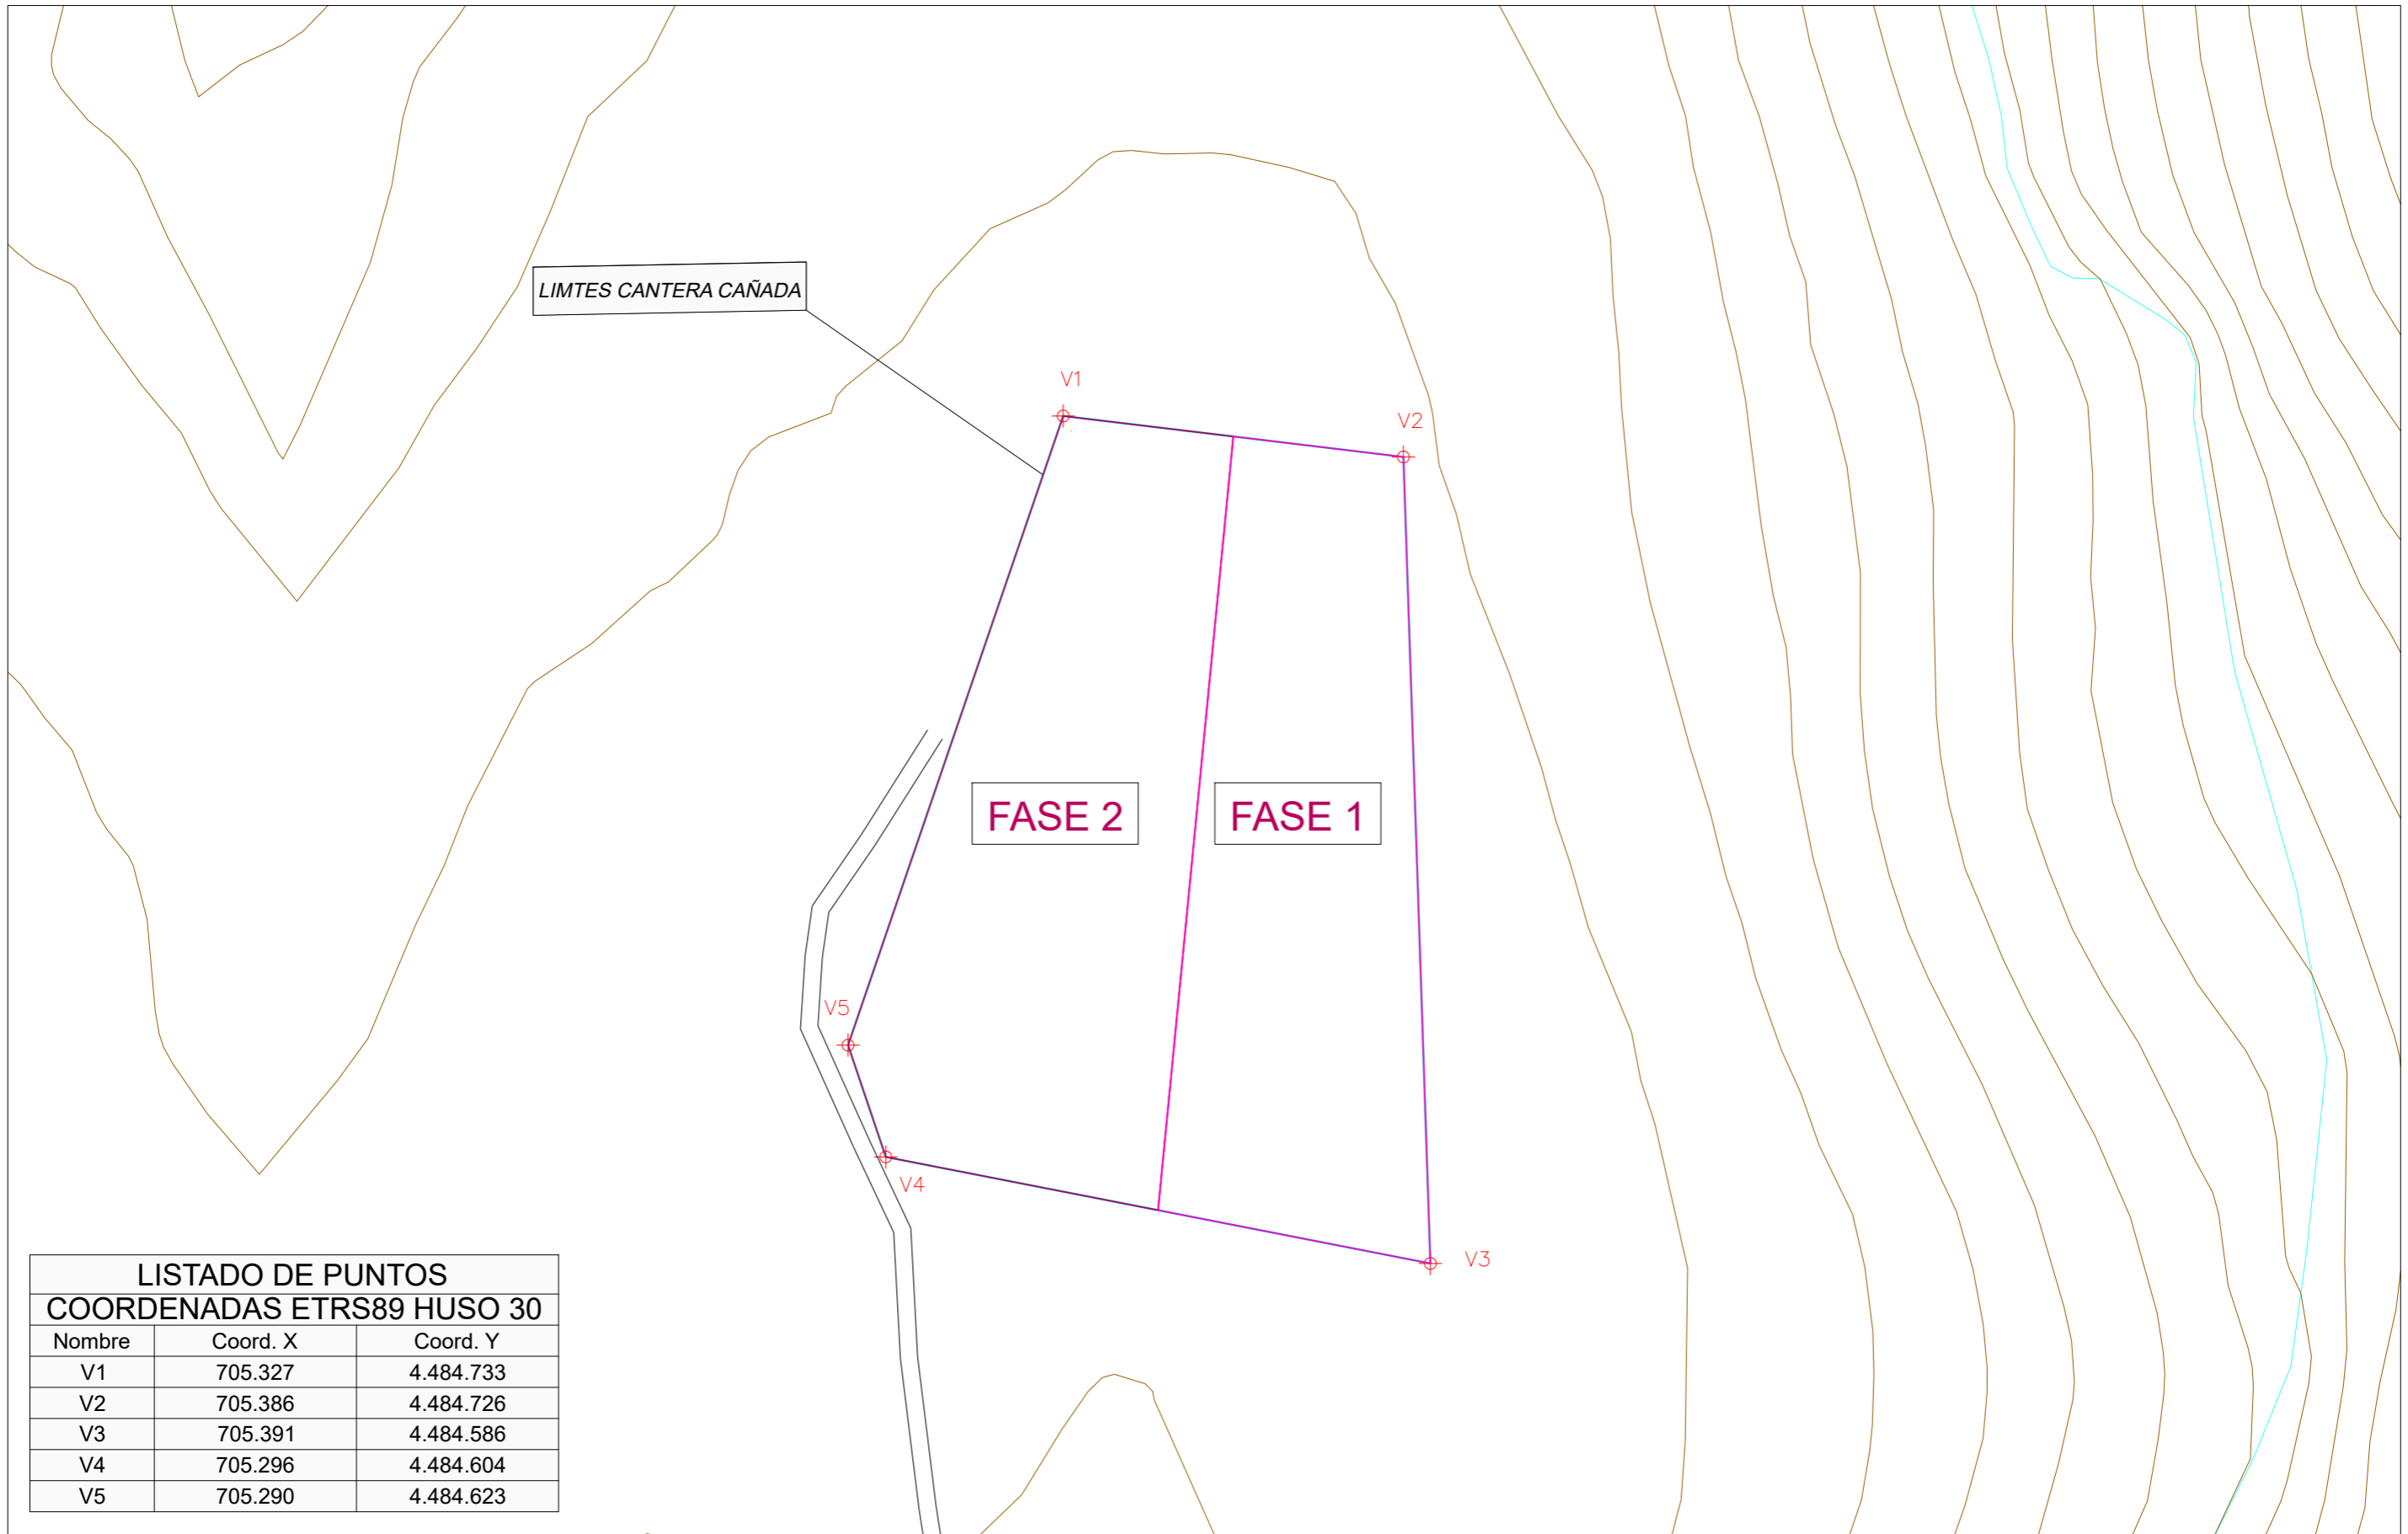 LIMTES CANTERA CAÑADA
V1
V2
FASE 2
FASE 1
V5
V4
V3
LISTADO DE PUNTOS
COORDENADAS ETRS89 HUSO 30
Nombre Coord. X Coord. Y
V1 705.327 4.484.733
V2 705.386 4.484.726
V3 705.391 4.484.586
V4 705.296 4.484.604
V5 705.290 4.484.623